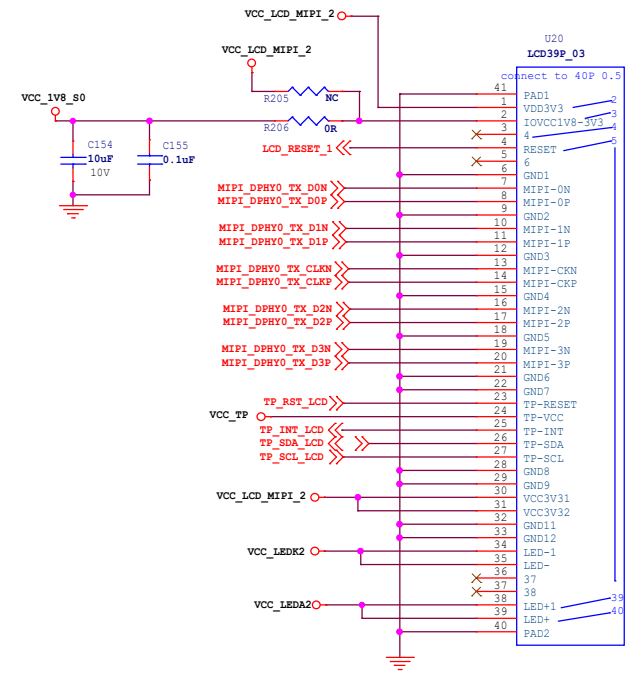 VCC_LCD_MIPI_2
U20
LCD39P_03
VCC_LCD_MIPI_2
connect to 40P 0.5
VCC_1V8_S0
R205 NC
R206 0R
C154
10uF
10V
C155
0.1uF
LCD_RESET_1
41 PAD1
1 VDD3V3 2
2 IOVCC1V8-3V3 3
3 4 4
4 RESET 5
5 6
6 GND1
MIPI_DPHY0_TX_D0N 7 MIPI-0N
MIPI_DPHY0_TX_D0P 8 MIPI-0P
9 GND2
MIPI_DPHY0_TX_D1N 10 MIPI-1N
MIPI_DPHY0_TX_D1P 11 MIPI-1P
12 GND3
MIPI_DPHY0_TX_CLKN 13 MIPI-CKN
MIPI_DPHY0_TX_CLKP 14 MIPI-CKP
15 GND4
MIPI_DPHY0_TX_D2N 16 MIPI-2N
MIPI_DPHY0_TX_D2P 17 MIPI-2P
18 GND5
MIPI_DPHY0_TX_D3N 19 MIPI-3N
MIPI_DPHY0_TX_D3P 20 MIPI-3P
21 GND6
22 GND7
TP_RST_LCD 23 TP-RESET
VCC_TP 24 TP-VCC
TP_INT_LCD 25 TP-INT
TP_SDA_LCD 26 TP-SDA
TP_SCL_LCD 27 TP-SCL
28 GND8
29 GND9
VCC_LCD_MIPI_2 30 VCC3V31
31 VCC3V32
32 GND11
33 GND12
VCC_LEDK2 34 LED-1
35 LED-
36 37
37 38
VCC_LEDA2 38 LED+1 39
39 LED+ 40
40 PAD2